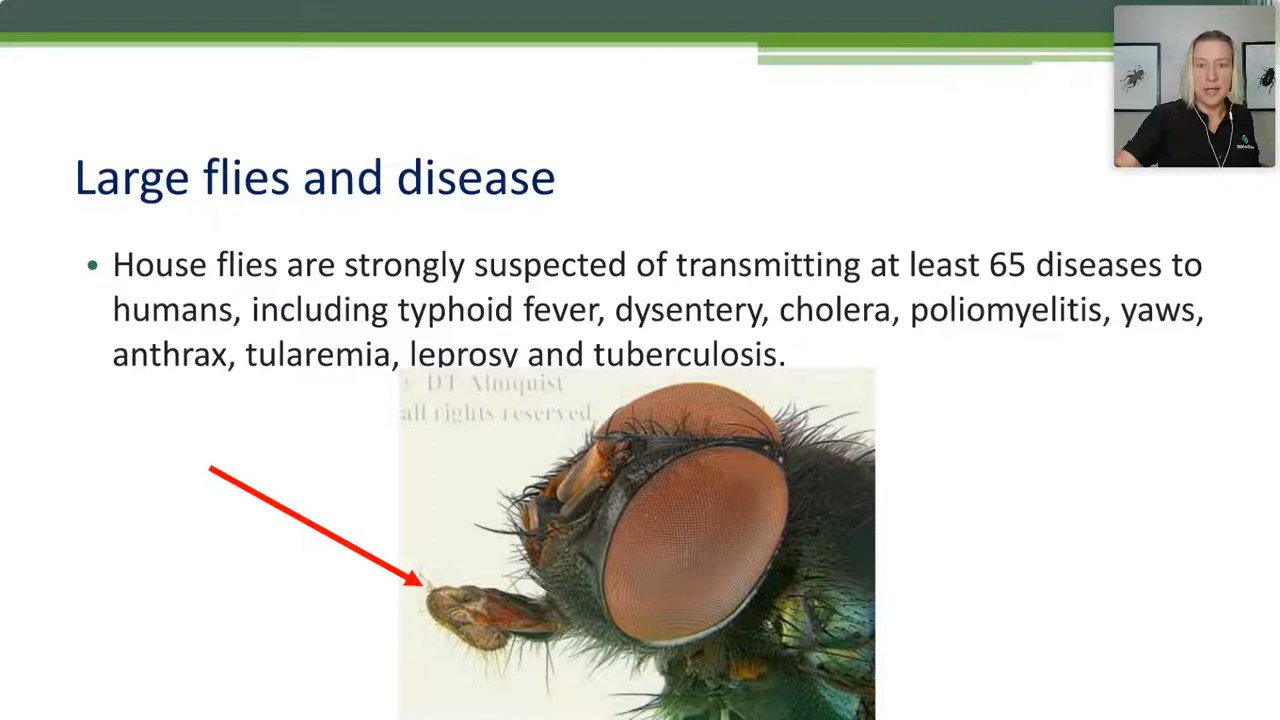 Large flies and disease
• House flies are strongly suspected of transmitting at least 65 diseases to
humans, including typhoid fever, dysentery, cholera, poliomyelitis, yaws,
anthrax, tularemia, leprosy and tuberculosis.
DT Almquist
all rights reserved